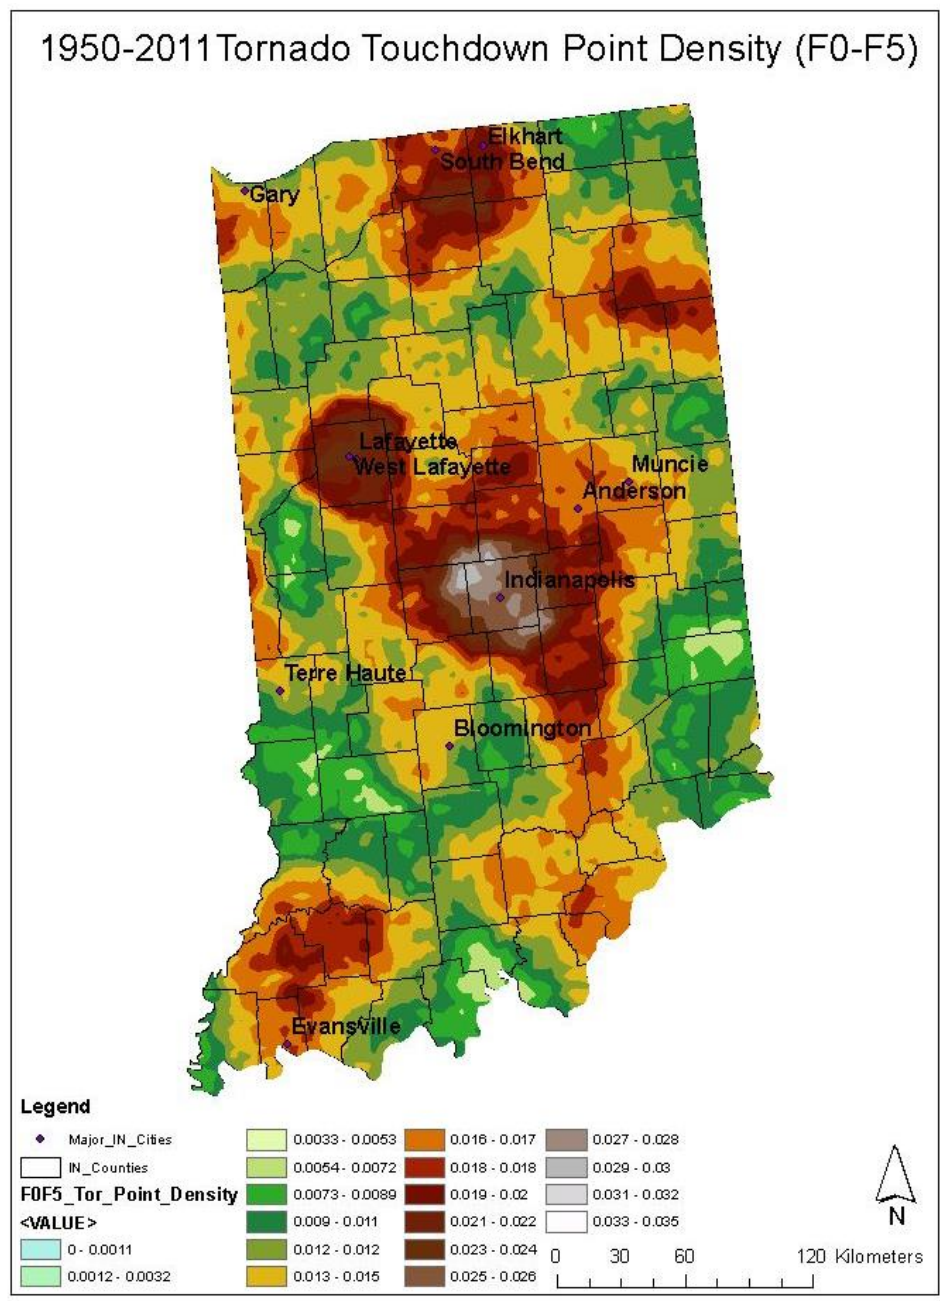 1950-2011 Tornado Touchdown Point Density (F0-F5)
Elkhart
South Bend
Gary
Lafayette
West Lafayette
Muncie
Anderson
Indianapolis
Terre Haute
Bloomington
Evansville
Legend
Major_IN_Cities
IN_Counties
F0F5_Tor_Point_Density
<VALUE>
0 - 0.0011
0.0012 - 0.0032
0.0033 - 0.0053
0.0054 - 0.0072
0.0073 - 0.0089
0.009 - 0.011
0.012 - 0.012
0.013 - 0.015
0.016 - 0.017
0.018 - 0.018
0.019 - 0.02
0.021 - 0.022
0.023 - 0.024
0.025 - 0.026
0.027 - 0.028
0.029 - 0.03
0.031 - 0.032
0.033 - 0.035
N
0 30 60 120 Kilometers